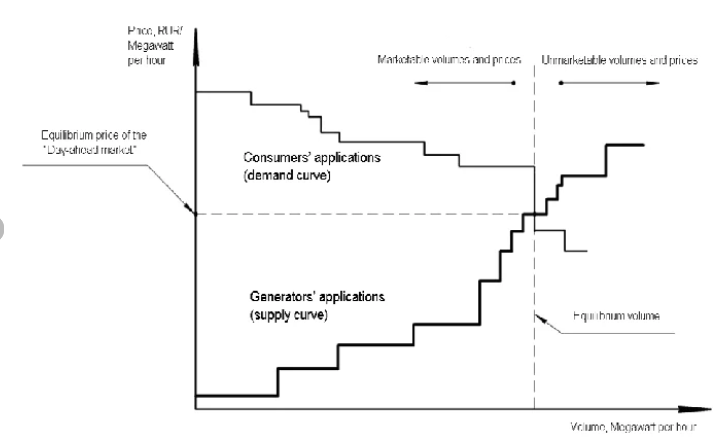 Price, RUR/
Megawatt
per hour
Marketable volumes and prices
Unmarketable volumes and prices
Equilibrium price of the
"Day-ahead market"
Consumers' applications
(demand curve)
Generators' applications
(supply curve)
Equilibrium volume
Volume, Megawatt per hour